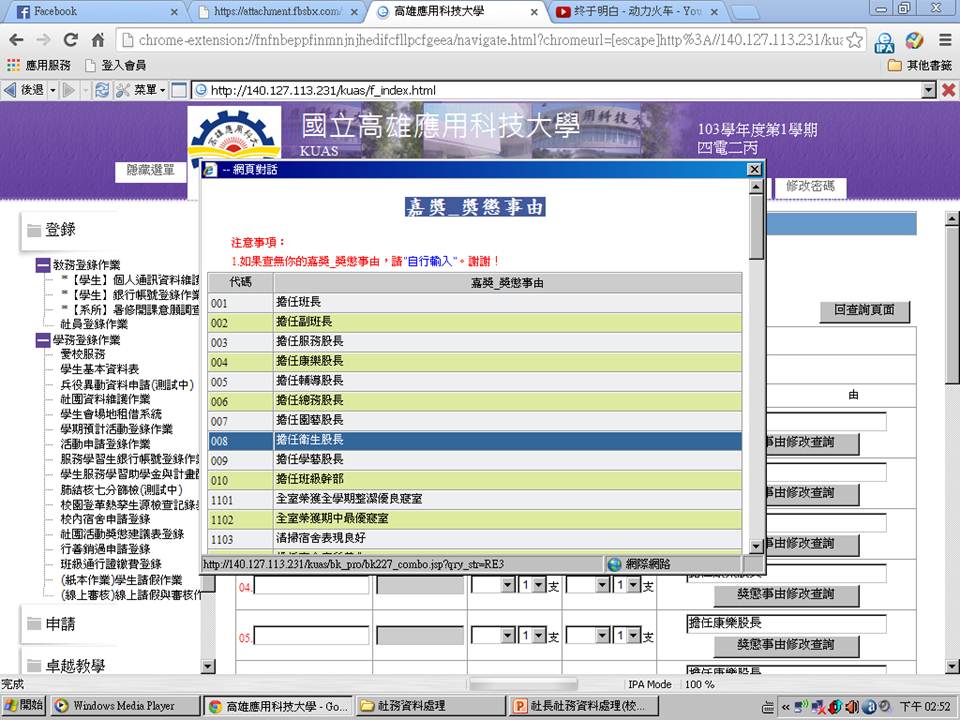 Facebook
https://attachment.fbsbx.com/
高雄應用科技大學
终于明白 - 动力火车 - You
chrome-extension://fnfnbeppfinmnjnjhedifcfllpcfgeea/navigate.html?chromeurl=[escape]http%3A//140.127.113.231/kua
IPA
應用服務
登入會員
其他書籤
後退
菜單
http://140.127.113.231/kuas/f_index.html
國立高雄應用科技大學
KUAS
103學年度第1學期
四電二丙
隱藏選單
修改密碼
-- 網頁對話
嘉獎_獎懲事由
注意事項：
1.如果查無你的嘉獎_獎懲事由，請"自行輸入"。謝謝！
代碼 嘉獎_獎懲事由
001 擔任班長
002 擔任副班長
003 擔任服務股長
004 擔任康樂股長
005 擔任輔導股長
006 擔任總務股長
007 擔任園藝股長
008 擔任衛生股長
009 擔任學藝股長
010 擔任班級幹部
1101 全室榮獲全學期整潔優良寢室
1102 全室榮獲期中最優寢室
1103 清掃宿舍表現良好
http://140.127.113.231/kuas/bk_pro/bk227_combo.jsp?qry_str=RE3
網際網路
登錄
教務登錄作業
*【學生】個人通訊資料維護
*【學生】銀行帳號登錄作業
*【系所】暑修開課意願調查
社員登錄作業
學務登錄作業
愛校服務
學生基本資料表
兵役異動資料申請(測試中)
社團資料維護作業
學生會場地租借系統
學期預計活動登錄作業
活動申請登錄作業
服務學習生銀行帳號登錄作
學生服務學習助學金與計畫
肺結核七分篩檢(測試中)
校園登革熱孳生源檢查記錄
校內宿舍申請登錄
社團活動獎懲建議表登錄
行善銷過申請登錄
班級通行證繳費登錄
(紙本作業)學生請假作業
(線上審核)線上請假與審核作
申請
卓越教學
回查詢頁面
由
事由修改查詢
事由修改查詢
事由修改查詢
04. 1 支 1 支
獎懲事由修改查詢
05. 1 支 1 支 擔任康樂股長
獎懲事由修改查詢
擔任康樂股長
完成
IPA Mode
100 %
開始
Windows Media Player
高雄應用科技大學 - Go...
社務資料處理
社長社務資料處理(校...
下午 02:52